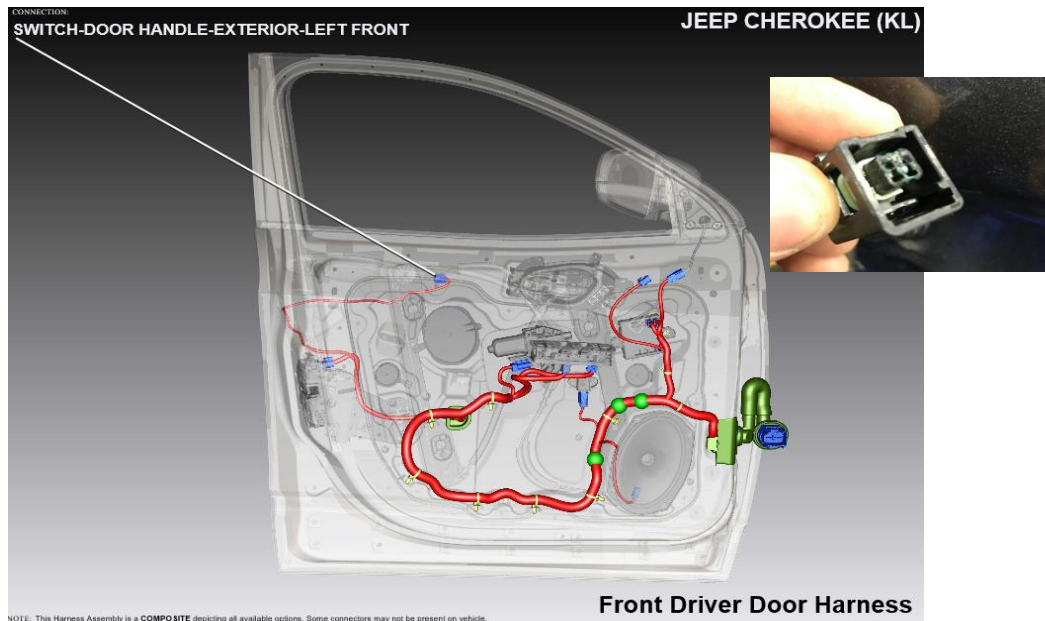 CONNECTION:
SWITCH-DOOR HANDLE-EXTERIOR-LEFT FRONT
JEEP CHEROKEE (KL)
Front Driver Door Harness
NOTE: This Harness Assembly is a COMPOSITE depicting all available options. Some connectors may not be present on vehicle.